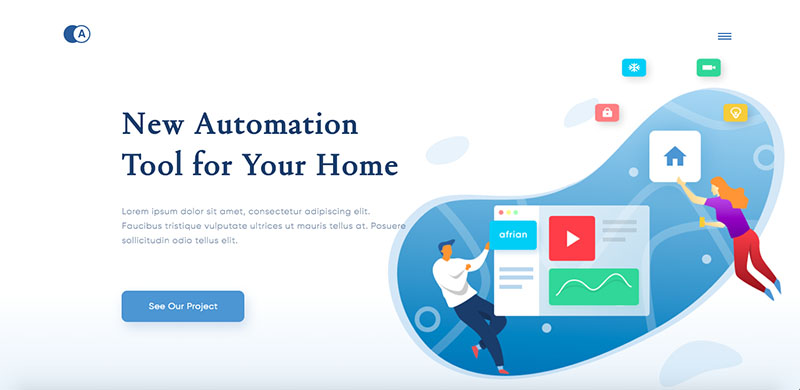 A
New Automation
Tool for Your Home
Lorem ipsum dolor sit amet, consectetur adipiscing elit.
Faucibus tristique vulputate ultrices ut mauris tellus at. Posuere
sollicitudin odio tellus elit.
See Our Project
afrian